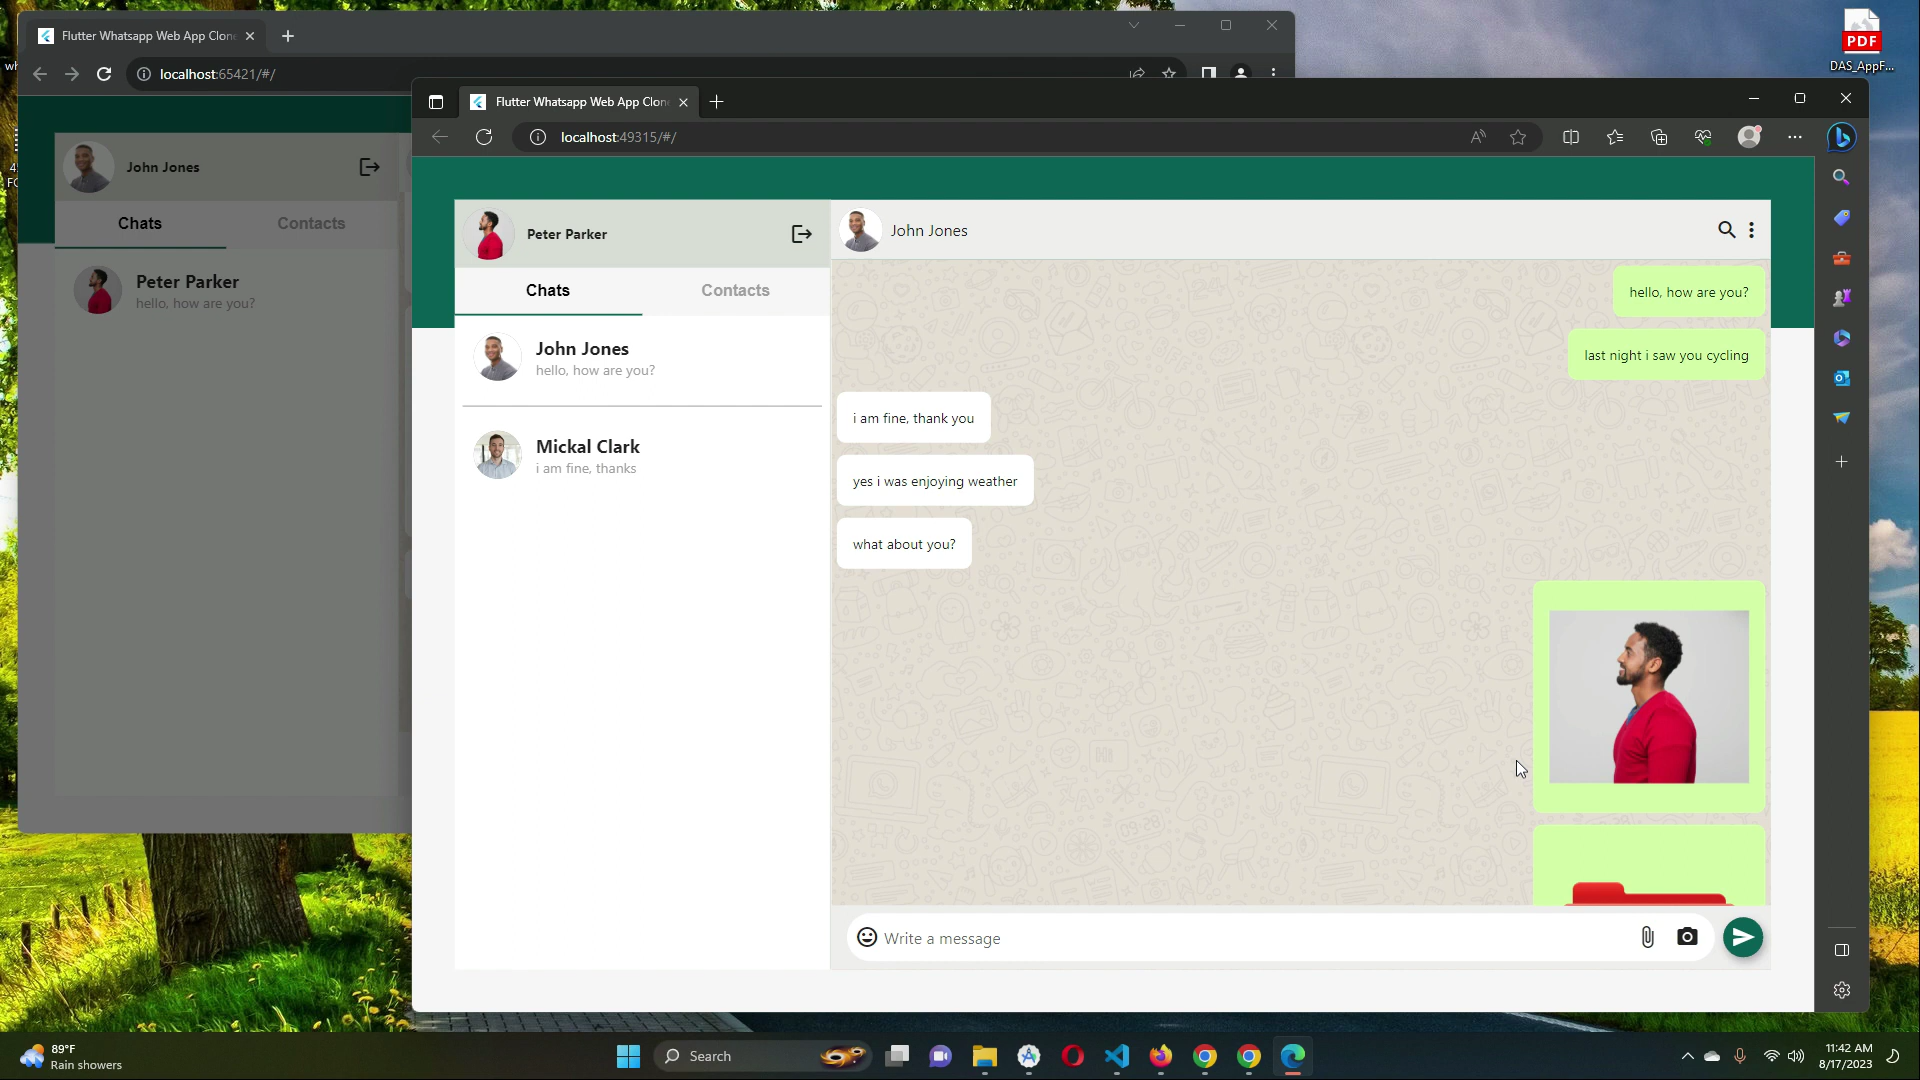 Flutter Whatsapp Web App Clon
localhost:65421/#/
PDF
DAS_AppF...
Flutter Whatsapp Web App Clon
localhost:49315/#/
John Jones
Chats
Contacts
Peter Parker
hello, how are you?
Peter Parker
Chats
Contacts
John Jones
hello, how are you?
Mickal Clark
i am fine, thanks
John Jones
hello, how are you?
last night i saw you cycling
i am fine, thank you
yes i was enjoying weather
what about you?
Write a message
89°F
Rain showers
Search
11:42 AM
8/17/2023